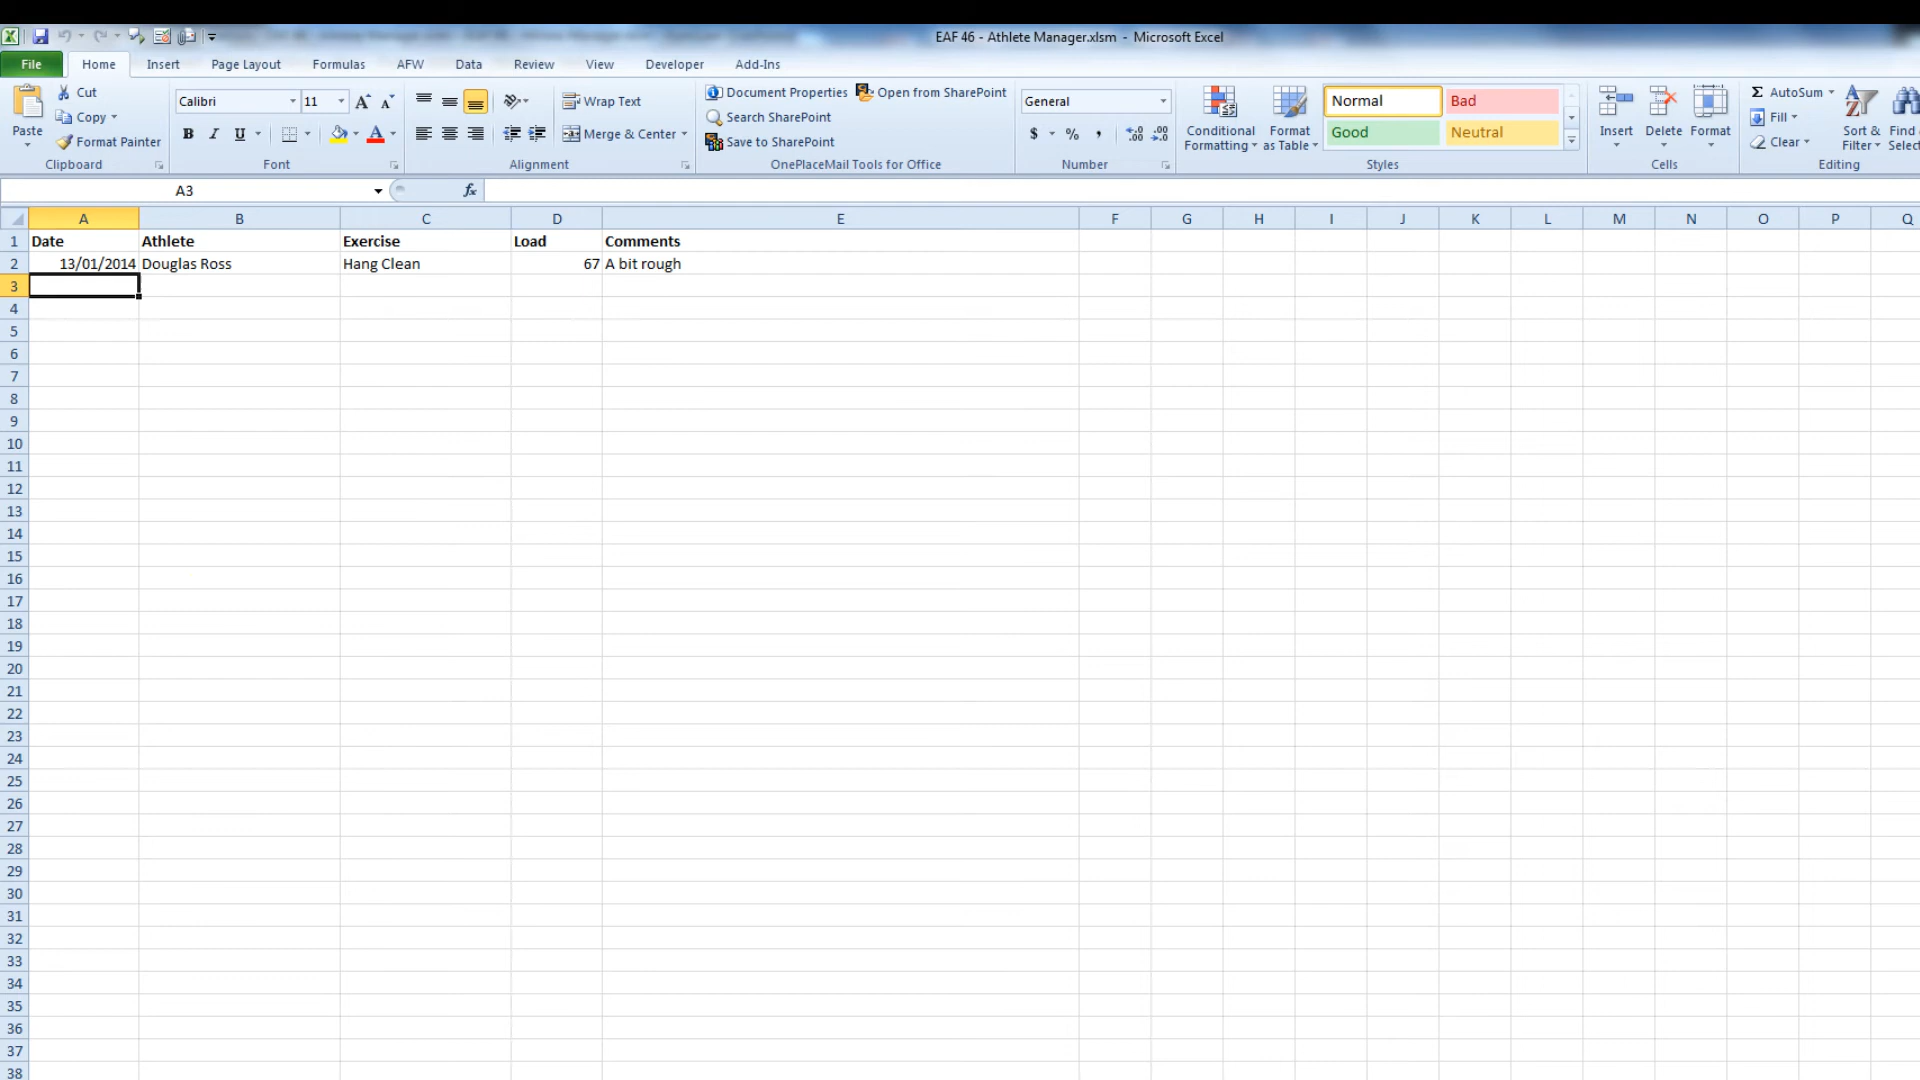 EAF 46 - Athlete Manager.xlsm - Microsoft Excel
File Home Insert Page Layout Formulas AFW Data Review View Developer Add-Ins
Paste
Cut
Copy
Format Painter
Clipboard
Calibri 11
B I U
Font
Wrap Text
Merge & Center
Alignment
Document Properties
Open from SharePoint
Search SharePoint
Save to SharePoint
OnePlaceMail Tools for Office
General
$ % ,
Number
Conditional Formatting
Format as Table
Normal Bad
Good Neutral
Styles
Insert Delete Format
Cells
Σ AutoSum
Fill
Clear
Sort & Filter
Find
Select
Editing
A3 fx
A B C D E F G H I J K L M N O P Q
1 Date Athlete Exercise Load Comments
2 13/01/2014 Douglas Ross Hang Clean 67 A bit rough
3
4
5
6
7
8
9
10
11
12
13
14
15
16
17
18
19
20
21
22
23
24
25
26
27
28
29
30
31
32
33
34
35
36
37
38